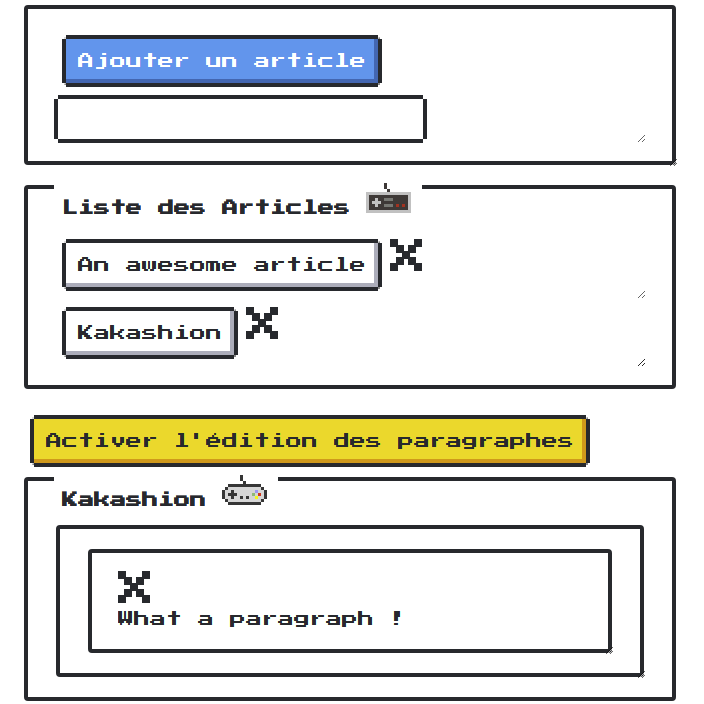 Ajouter un article
Liste des Articles
An awesome article
Kakashion
Activer l'édition des paragraphes
Kakashion
What a paragraph !